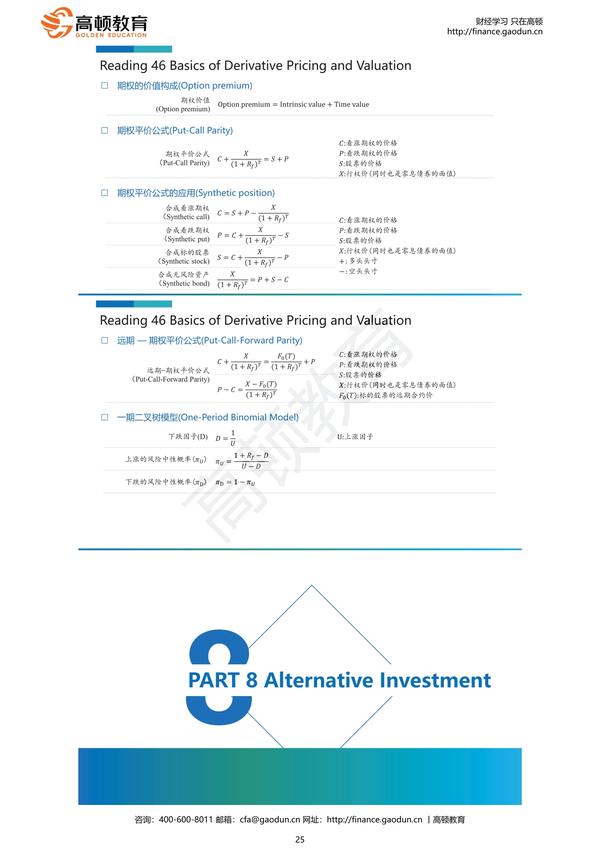 高顿教育
GOLDEN EDUCATION
财经学习 只在高顿
http://finance.gaodun.cn
Reading 46 Basics of Derivative Pricing and Valuation
□ 期权的价值构成(Option premium)
期权价值
(Option premium)
Option premium = Intrinsic value + Time value
□ 期权平价公式(Put-Call Parity)
期权平价公式
(Put-Call Parity)
C + X/(1 + R_f)^T = S + P
C:看涨期权的价格
P:看跌期权的价格
S:股票的价格
X:行权价(同时也是零息债券的面值)
□ 期权平价公式的应用(Synthetic position)
合成看涨期权
(Synthetic call)
C = S + P − X/(1 + R_f)^T
合成看跌期权
(Synthetic put)
P = C + X/(1 + R_f)^T − S
合成标的股票
(Synthetic stock)
S = C + X/(1 + R_f)^T − P
合成无风险资产
(Synthetic bond)
X/(1 + R_f)^T = P + S − C
C:看涨期权的价格
P:看跌期权的价格
S:股票的价格
X:行权价(同时也是零息债券的面值)
+: 多头头寸
−: 空头头寸
Reading 46 Basics of Derivative Pricing and Valuation
□ 远期 — 期权平价公式(Put-Call-Forward Parity)
远期-期权平价公式
(Put-Call-Forward Parity)
C + X/(1 + R_f)^T = F_0(T)/(1 + R_f)^T + P
P − C = X − F_0(T)/(1 + R_f)^T
C:看涨期权的价格
P:看跌期权的价格
S:股票的价格
X:行权价(同时也是零息债券的面值)
F_0(T):标的股票的远期合约价
□ 一期二叉树模型(One-Period Binomial Model)
下跌因子(D) D = 1/U
U:上涨因子
上涨的风险中性概率(π_U) π_U = 1 + R_f − D/U − D
下跌的风险中性概率(π_D) π_D = 1 − π_U
高顿教育
8
PART 8 Alternative Investment
咨询：400-600-8011 邮箱：cfa@gaodun.cn 网址：http://finance.gaodun.cn 丨高顿教育
25